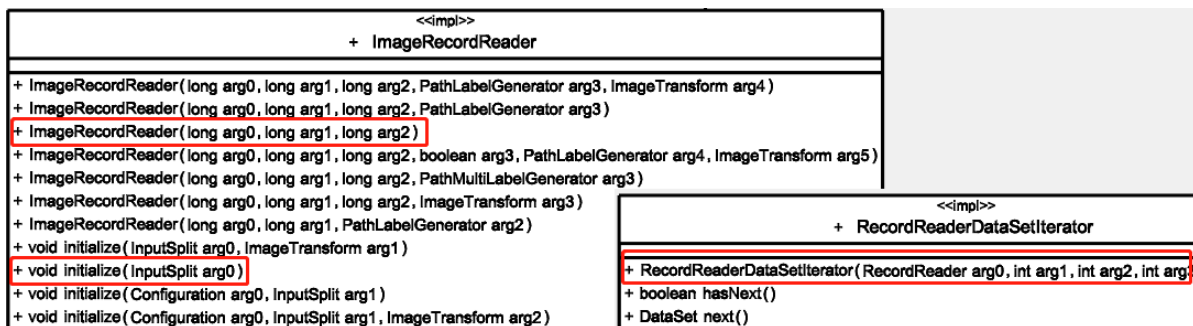 <<impl>>
+ ImageRecordReader
+ ImageRecordReader(long arg0, long arg1, long arg2, PathLabelGenerator arg3, ImageTransform arg4)
+ ImageRecordReader(long arg0, long arg1, long arg2, PathLabelGenerator arg3)
+ ImageRecordReader(long arg0, long arg1, long arg2)
+ ImageRecordReader(long arg0, long arg1, long arg2, boolean arg3, PathLabelGenerator arg4, ImageTransform arg5)
+ ImageRecordReader(long arg0, long arg1, long arg2, PathMultiLabelGenerator arg3)
+ ImageRecordReader(long arg0, long arg1, long arg2, ImageTransform arg3)
+ ImageRecordReader(long arg0, long arg1, PathLabelGenerator arg2)
+ void initialize(InputSplit arg0, ImageTransform arg1)
+ void initialize(InputSplit arg0)
+ void initialize(Configuration arg0, InputSplit arg1)
+ void initialize(Configuration arg0, InputSplit arg1, ImageTransform arg2)
<<impl>>
+ RecordReaderDataSetIterator
+ RecordReaderDataSetIterator(RecordReader arg0, int arg1, int arg2, int
+ boolean hasNext()
+ DataSet next()